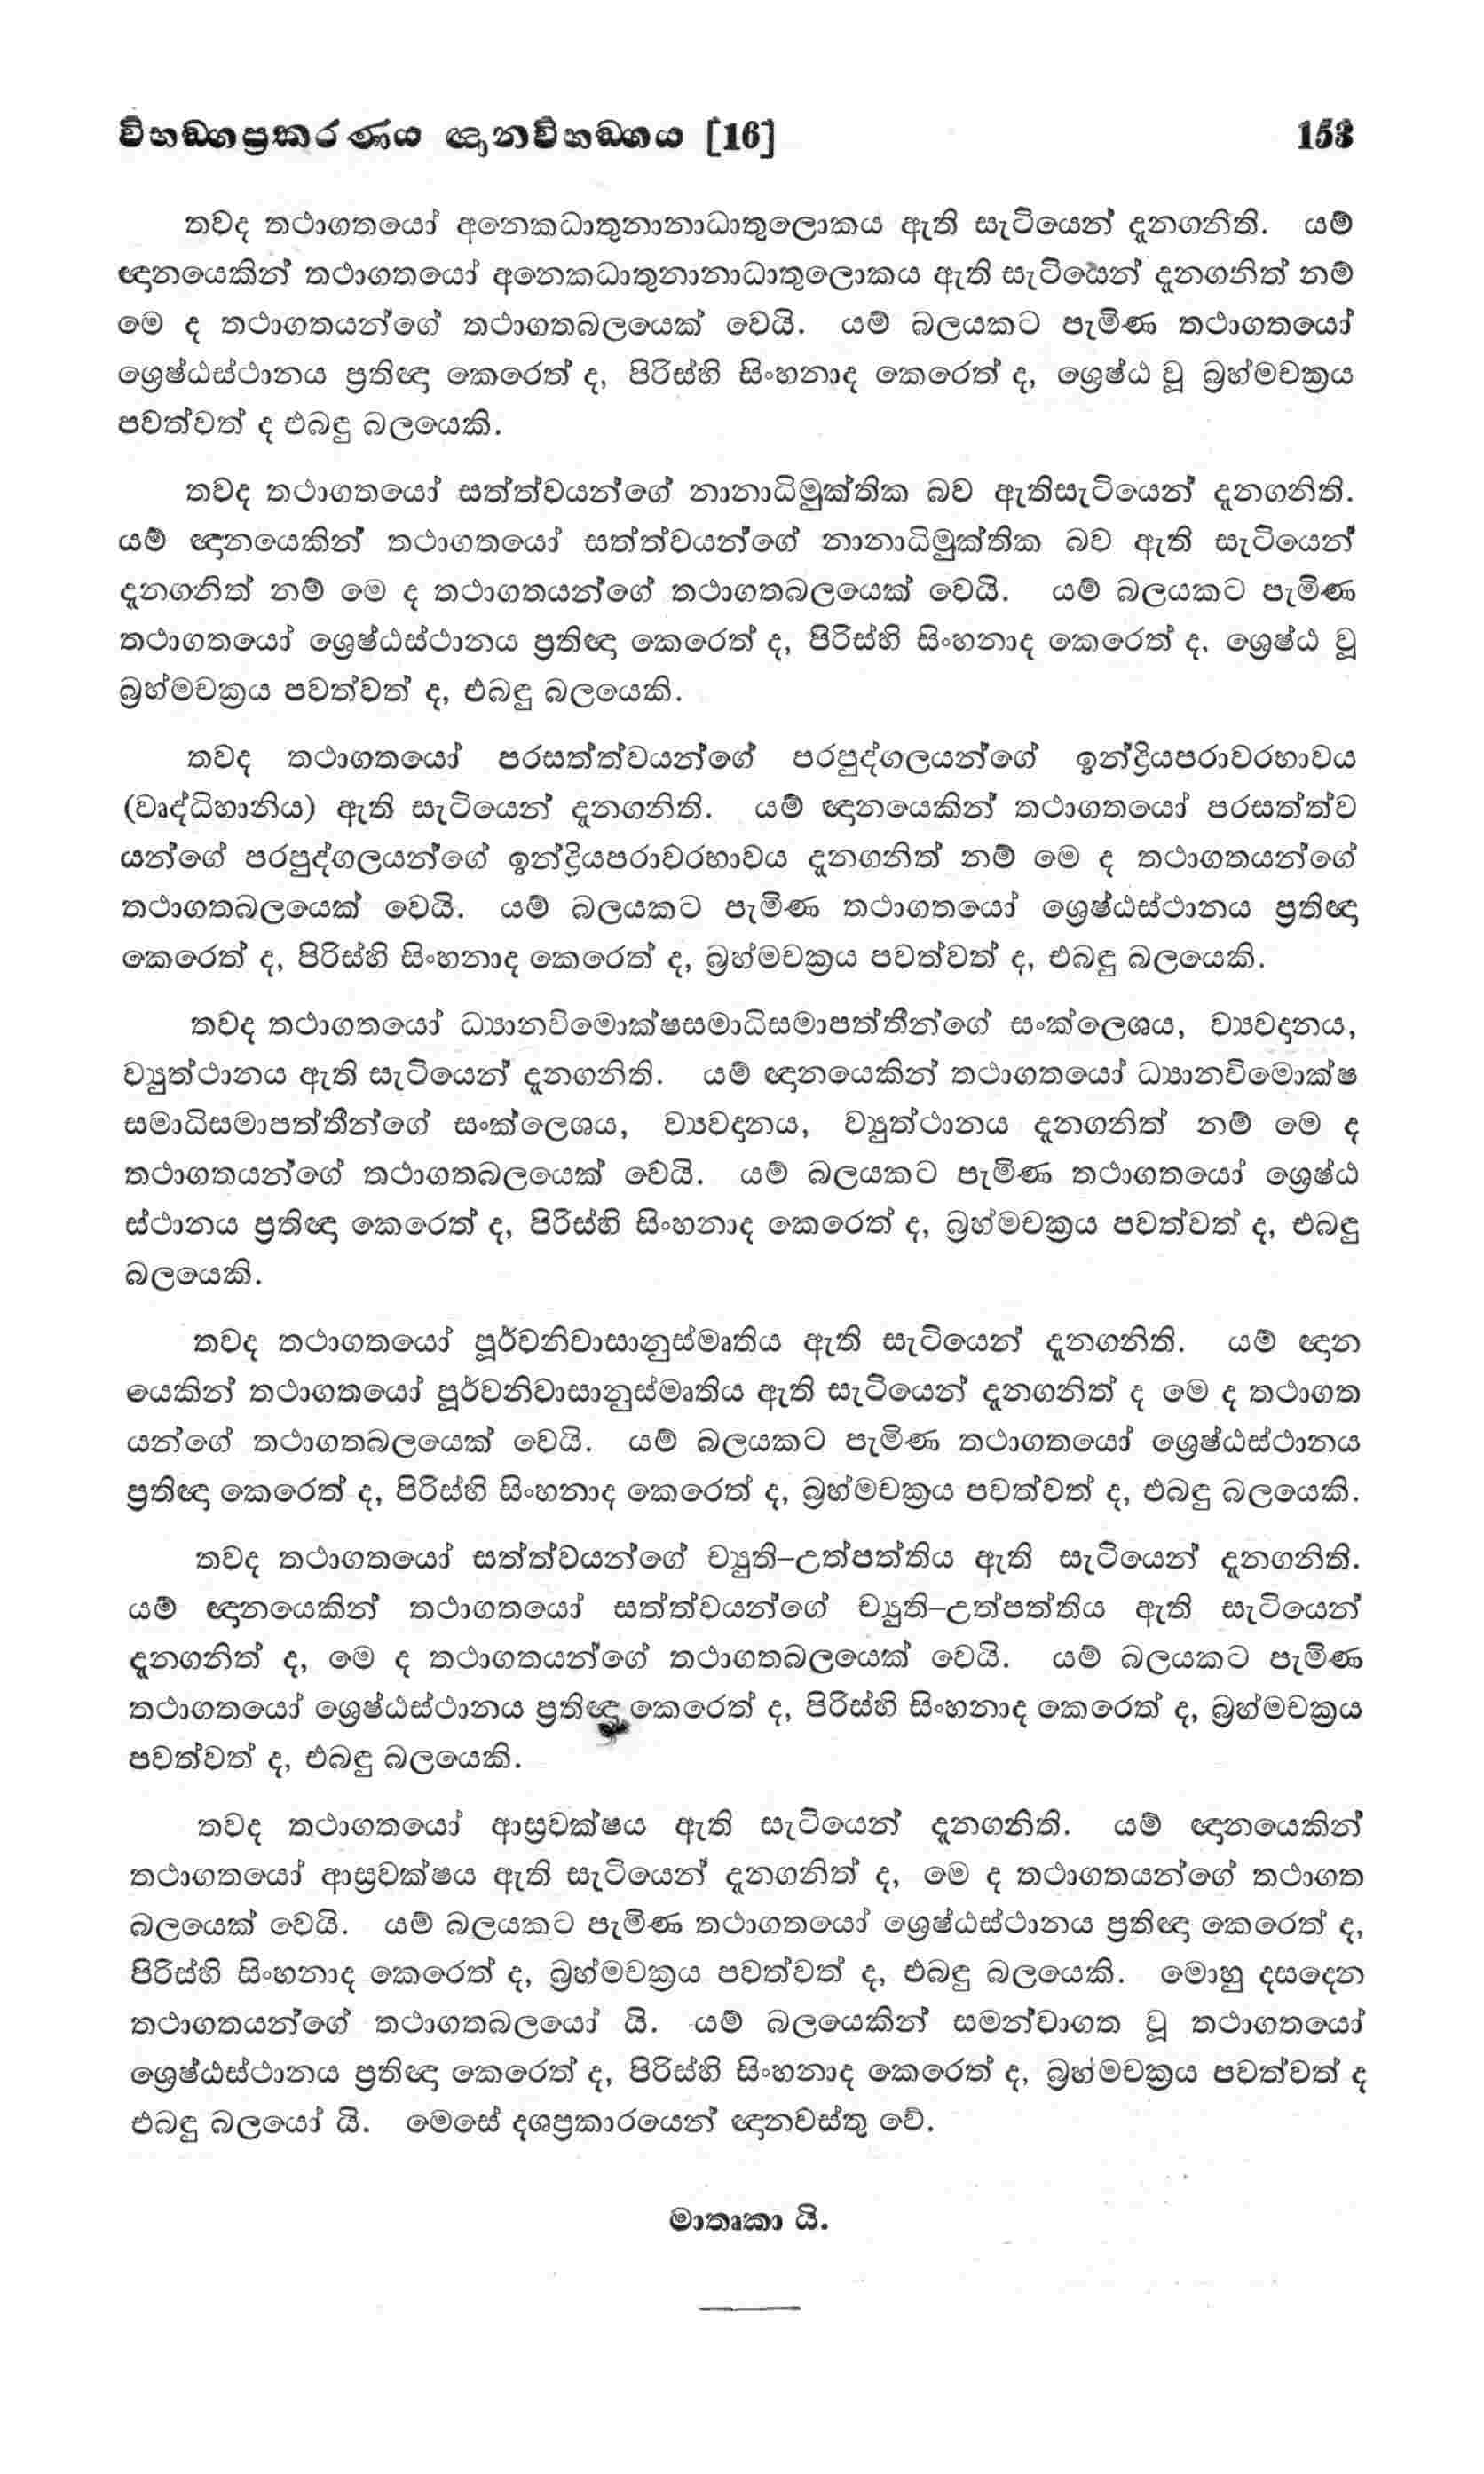 විභඞ්ගප්‍රකරණය ඥානවිභඞ්ගය [16] 153
තවද තථාගතයෝ අනෙකධාතුනානාධාතුලොකය ඇති සැටියෙන් දැනගනිති. යම්
ඥානයෙකින් තථාගතයෝ අනෙකධාතුනානාධාතුලොකය ඇති සැටියෙන් දැනගනිත් නම්
මෙ ද තථාගතයන්ගේ තථාගතබලයෙක් වෙයි. යම් බලයකට පැමිණ තථාගතයෝ
ශ්‍රෙෂ්ඨස්ථානය ප්‍රතිඥා කෙරෙත් ද, පිරිස්හි සිංහනාද කෙරෙත් ද, ශ්‍රෙෂ්ඨ වූ බ්‍රහ්මචක්‍රය
පවත්වත් ද එබඳු බලයෙකි.
තවද තථාගතයෝ සත්ත්වයන්ගේ නානාධිමුක්තික බව ඇතිසැටියෙන් දැනගනිති.
යම් ඥානයෙකින් තථාගතයෝ සත්ත්වයන්ගේ නානාධිමුක්තික බව ඇති සැටියෙන්
දැනගනිත් නම් මෙ ද තථාගතයන්ගේ තථාගතබලයෙක් වෙයි. යම් බලයකට පැමිණ
තථාගතයෝ ශ්‍රෙෂ්ඨස්ථානය ප්‍රතිඥා කෙරෙත් ද, පිරිස්හි සිංහනාද කෙරෙත් ද, ශ්‍රෙෂ්ඨ වූ
බ්‍රහ්මචක්‍රය පවත්වත් ද, එබඳු බලයෙකි.
තවද තථාගතයෝ පරසත්ත්වයන්ගේ පරපුද්ගලයන්ගේ ඉන්ද්‍රියපරාවරභාවය
(වෘද්ධිහානිය) ඇති සැටියෙන් දැනගනිති. යම් ඥානයෙකින් තථාගතයෝ පරසත්ත්ව
යන්ගේ පරපුද්ගලයන්ගේ ඉන්ද්‍රියපරාවරභාවය දැනගනිත් නම් මෙ ද තථාගතයන්ගේ
තථාගතබලයෙක් වෙයි. යම් බලයකට පැමිණ තථාගතයෝ ශ්‍රෙෂ්ඨස්ථානය ප්‍රතිඥා
කෙරෙත් ද, පිරිස්හි සිංහනාද කෙරෙත් ද, බ්‍රහ්මචක්‍රය පවත්වත් ද, එබඳු බලයෙකි.
තවද තථාගතයෝ ධ්‍යානවිමොක්ෂසමාධිසමාපත්තීන්ගේ සංක්ලෙශය, ව්‍යවදානය,
ව්‍යුත්ථානය ඇති සැටියෙන් දැනගනිති. යම් ඥානයෙකින් තථාගතයෝ ධ්‍යානවිමොක්ෂ
සමාධිසමාපත්තීන්ගේ සංක්ලෙශය, ව්‍යවදානය, ව්‍යුත්ථානය දැනගනිත් නම් මෙ ද
තථාගතයන්ගේ තථාගතබලයෙක් වෙයි. යම් බලයකට පැමිණ තථාගතයෝ ශ්‍රෙෂ්ඨ
ස්ථානය ප්‍රතිඥා කෙරෙත් ද, පිරිස්හි සිංහනාද කෙරෙත් ද, බ්‍රහ්මචක්‍රය පවත්වත් ද, එබඳු
බලයෙකි.
තවද තථාගතයෝ පූර්වනිවාසානුස්මෘතිය ඇති සැටියෙන් දැනගනිති. යම් ඥාන
යෙකින් තථාගතයෝ පූර්වනිවාසානුස්මෘතිය ඇති සැටියෙන් දැනගනිත් ද මෙ ද තථාගත
යන්ගේ තථාගතබලයෙක් වෙයි. යම් බලයකට පැමිණ තථාගතයෝ ශ්‍රෙෂ්ඨස්ථානය
ප්‍රතිඥා කෙරෙත් ද, පිරිස්හි සිංහනාද කෙරෙත් ද, බ්‍රහ්මචක්‍රය පවත්වත් ද, එබඳු බලයෙකි.
තවද තථාගතයෝ සත්ත්වයන්ගේ ච්‍යුති–උත්පත්තිය ඇති සැටියෙන් දැනගනිති.
යම් ඥානයෙකින් තථාගතයෝ සත්ත්වයන්ගේ ච්‍යුති–උත්පත්තිය ඇති සැටියෙන්
දැනගනිත් ද, මෙ ද තථාගතයන්ගේ තථාගතබලයෙක් වෙයි. යම් බලයකට පැමිණ
තථාගතයෝ ශ්‍රෙෂ්ඨස්ථානය ප්‍රතිඥා කෙරෙත් ද, පිරිස්හි සිංහනාද කෙරෙත් ද, බ්‍රහ්මචක්‍රය
පවත්වත් ද, එබඳු බලයෙකි.
තවද තථාගතයෝ ආස්‍රවක්ෂය ඇති සැටියෙන් දැනගනිති. යම් ඥානයෙකින්
තථාගතයෝ ආස්‍රවක්ෂය ඇති සැටියෙන් දැනගනිත් ද, මෙ ද තථාගතයන්ගේ තථාගත
බලයෙක් වෙයි. යම් බලයකට පැමිණ තථාගතයෝ ශ්‍රෙෂ්ඨස්ථානය ප්‍රතිඥා කෙරෙත් ද,
පිරිස්හි සිංහනාද කෙරෙත් ද, බ්‍රහ්මචක්‍රය පවත්වත් ද, එබඳු බලයෙකි. මොහු දසදෙන
තථාගතයන්ගේ තථාගතබලයෝ යි. යම් බලයෙකින් සමන්වාගත වූ තථාගතයෝ
ශ්‍රෙෂ්ඨස්ථානය ප්‍රතිඥා කෙරෙත් ද, පිරිස්හි සිංහනාද කෙරෙත් ද, බ්‍රහ්මචක්‍රය පවත්වත් ද
එබඳු බලයෝ යි. මෙසේ දශප්‍රකාරයෙන් ඥානවස්තු වේ.
මාතෘකා යි.